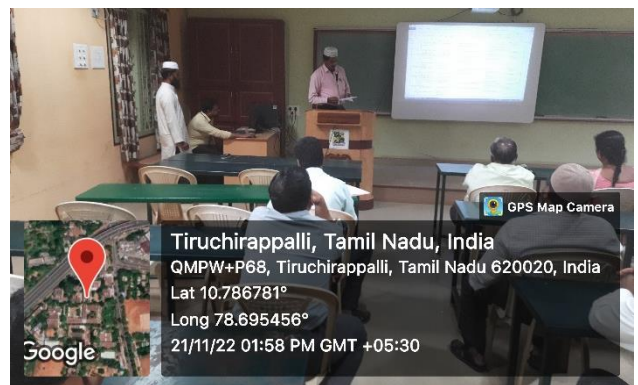 GPS Map Camera
Tiruchirappalli, Tamil Nadu, India
QMPW+P68, Tiruchirappalli, Tamil Nadu 620020, India
Lat 10.786781°
Long 78.695456°
21/11/22 01:58 PM GMT +05:30
Google